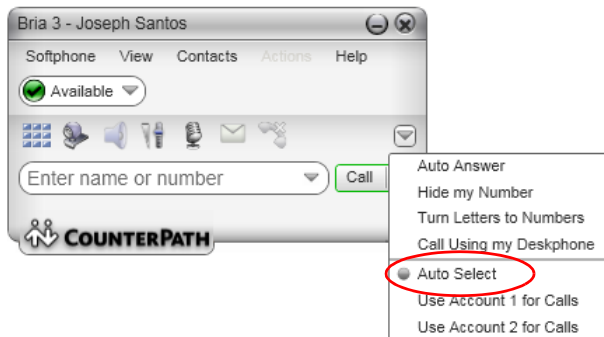 Bria 3 - Joseph Santos
Softphone View Contacts Actions Help
Available
Enter name or number Call
COUNTERPATH
Auto Answer
Hide my Number
Turn Letters to Numbers
Call Using my Deskphone
Auto Select
Use Account 1 for Calls
Use Account 2 for Calls